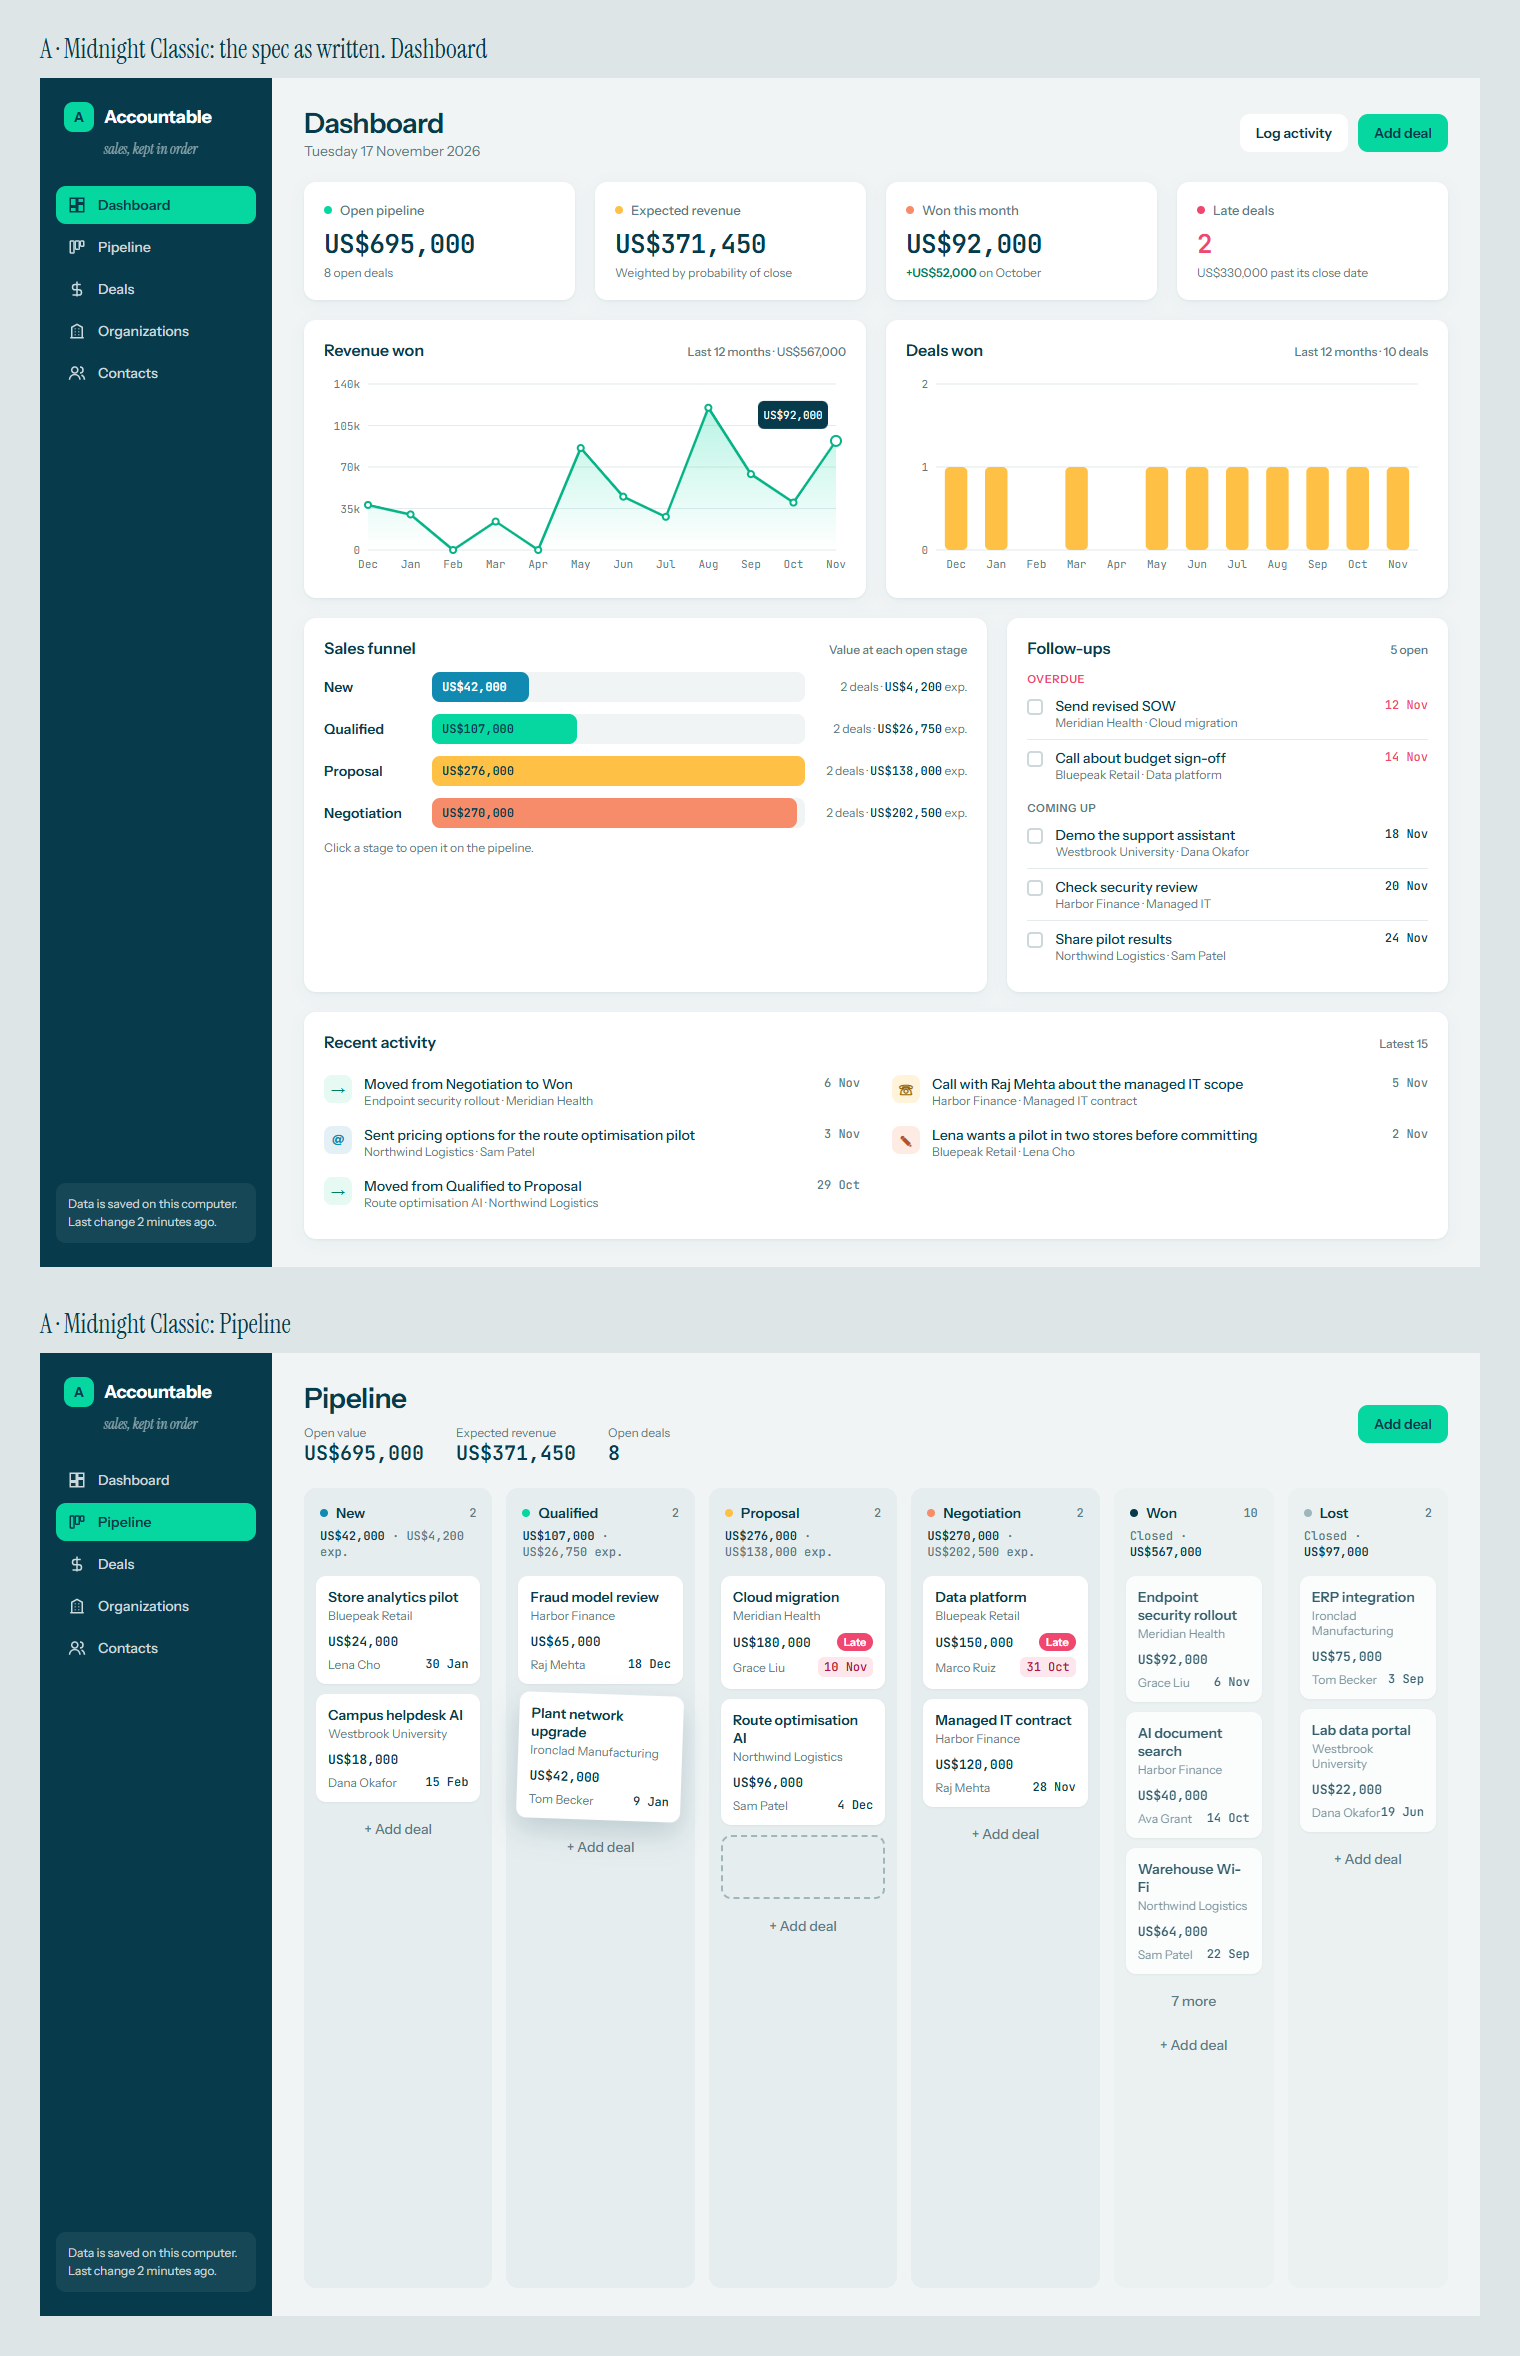 A · Midnight Classic: the spec as written. Dashboard
A
Accountable
sales, kept in order
Dashboard
Pipeline
Deals
Organizations
Contacts
Data is saved on this computer.
Last change 2 minutes ago.
Dashboard
Tuesday 17 November 2026
Log activity
Add deal
Open pipeline
US$695,000
8 open deals
Expected revenue
US$371,450
Weighted by probability of close
Won this month
US$92,000
+US$52,000 on October
Late deals
2
US$330,000 past its close date
Revenue won
Last 12 months · US$567,000
140k
105k
70k
35k
0
US$92,000
Dec Jan Feb Mar Apr May Jun Jul Aug Sep Oct Nov
Deals won
Last 12 months · 10 deals
2
1
0
Dec Jan Feb Mar Apr May Jun Jul Aug Sep Oct Nov
Sales funnel
Value at each open stage
New US$42,000 2 deals · US$4,200 exp.
Qualified US$107,000 2 deals · US$26,750 exp.
Proposal US$276,000 2 deals · US$138,000 exp.
Negotiation US$270,000 2 deals · US$202,500 exp.
Click a stage to open it on the pipeline.
Follow-ups
5 open
OVERDUE
Send revised SOW 12 Nov
Meridian Health · Cloud migration
Call about budget sign-off 14 Nov
Bluepeak Retail · Data platform
COMING UP
Demo the support assistant 18 Nov
Westbrook University · Dana Okafor
Check security review 20 Nov
Harbor Finance · Managed IT
Share pilot results 24 Nov
Northwind Logistics · Sam Patel
Recent activity
Latest 15
→ Moved from Negotiation to Won 6 Nov
Endpoint security rollout · Meridian Health
☎ Call with Raj Mehta about the managed IT scope 5 Nov
Harbor Finance · Managed IT contract
@ Sent pricing options for the route optimisation pilot 3 Nov
Northwind Logistics · Sam Patel
✎ Lena wants a pilot in two stores before committing 2 Nov
Bluepeak Retail · Lena Cho
→ Moved from Qualified to Proposal 29 Oct
Route optimisation AI · Northwind Logistics
A · Midnight Classic: Pipeline
A
Accountable
sales, kept in order
Dashboard
Pipeline
Deals
Organizations
Contacts
Data is saved on this computer.
Last change 2 minutes ago.
Pipeline
Open value
US$695,000
Expected revenue
US$371,450
Open deals
8
Add deal
New 2
US$42,000 · US$4,200
exp.
Store analytics pilot
Bluepeak Retail
US$24,000
Lena Cho 30 Jan
Campus helpdesk AI
Westbrook University
US$18,000
Dana Okafor 15 Feb
+ Add deal
Qualified 2
US$107,000 ·
US$26,750 exp.
Fraud model review
Harbor Finance
US$65,000
Raj Mehta 18 Dec
Plant network
upgrade
Ironclad Manufacturing
US$42,000
Tom Becker 9 Jan
+ Add deal
Proposal 2
US$276,000 ·
US$138,000 exp.
Cloud migration
Meridian Health
US$180,000 Late
Grace Liu 10 Nov
Route optimisation
AI
Northwind Logistics
US$96,000
Sam Patel 4 Dec
+ Add deal
Negotiation 2
US$270,000 ·
US$202,500 exp.
Data platform
Bluepeak Retail
US$150,000 Late
Marco Ruiz 31 Oct
Managed IT contract
Harbor Finance
US$120,000
Raj Mehta 28 Nov
+ Add deal
Won 10
Closed ·
US$567,000
Endpoint
security rollout
Meridian Health
US$92,000
Grace Liu 6 Nov
AI document
search
Harbor Finance
US$40,000
Ava Grant 14 Oct
Warehouse Wi-
Fi
Northwind Logistics
US$64,000
Sam Patel 22 Sep
7 more
+ Add deal
Lost 2
Closed ·
US$97,000
ERP integration
Ironclad
Manufacturing
US$75,000
Tom Becker 3 Sep
Lab data portal
Westbrook
University
US$22,000
Dana Okafor 19 Jun
+ Add deal